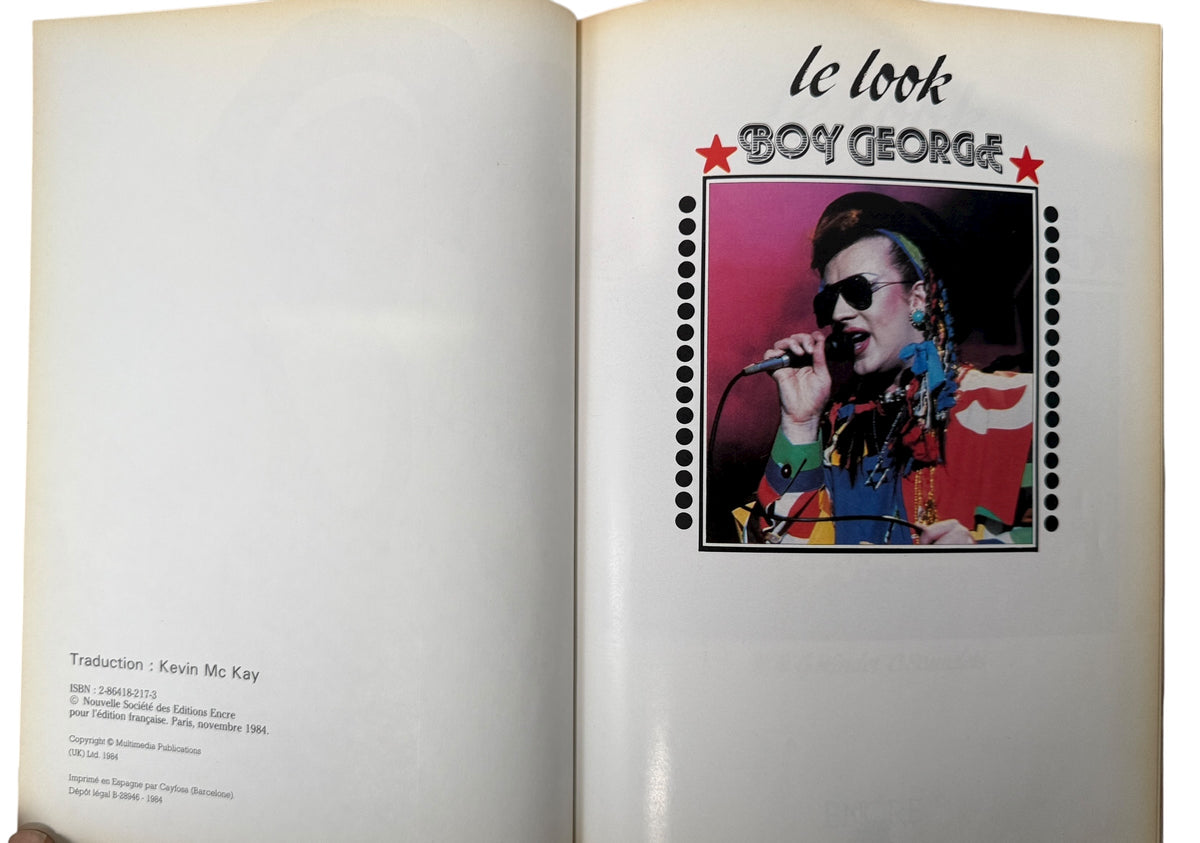 Traduction : Kevin Mc Kay
ISBN : 2-86418-217-3
© Nouvelle Société des Editions Encre
pour l'édition française. Paris, novembre 1984.
Copyright © Multimedia Publications
(UK) Ltd. 1984
Imprimé en Espagne par Cayfosa (Barcelone).
Dépôt légal B-28946 - 1984
le look
BOY GEORGE
ENCRE